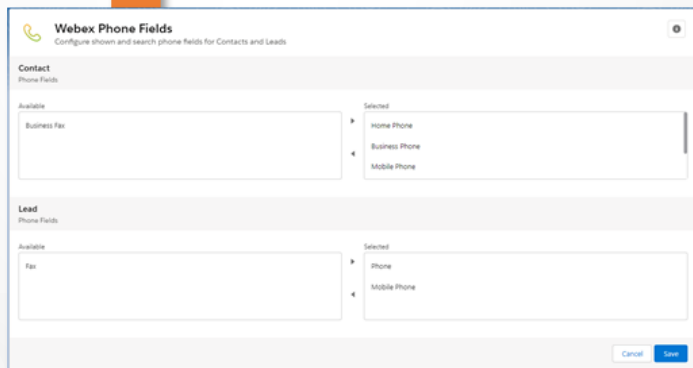 Webex Phone Fields
Configure shown and search phone fields for Contacts and Leads
Contact
Phone Fields
Available
Selected
Business Fax
Home Phone
Business Phone
Mobile Phone
Lead
Phone Fields
Available
Selected
Fax
Phone
Mobile Phone
Cancel
Save